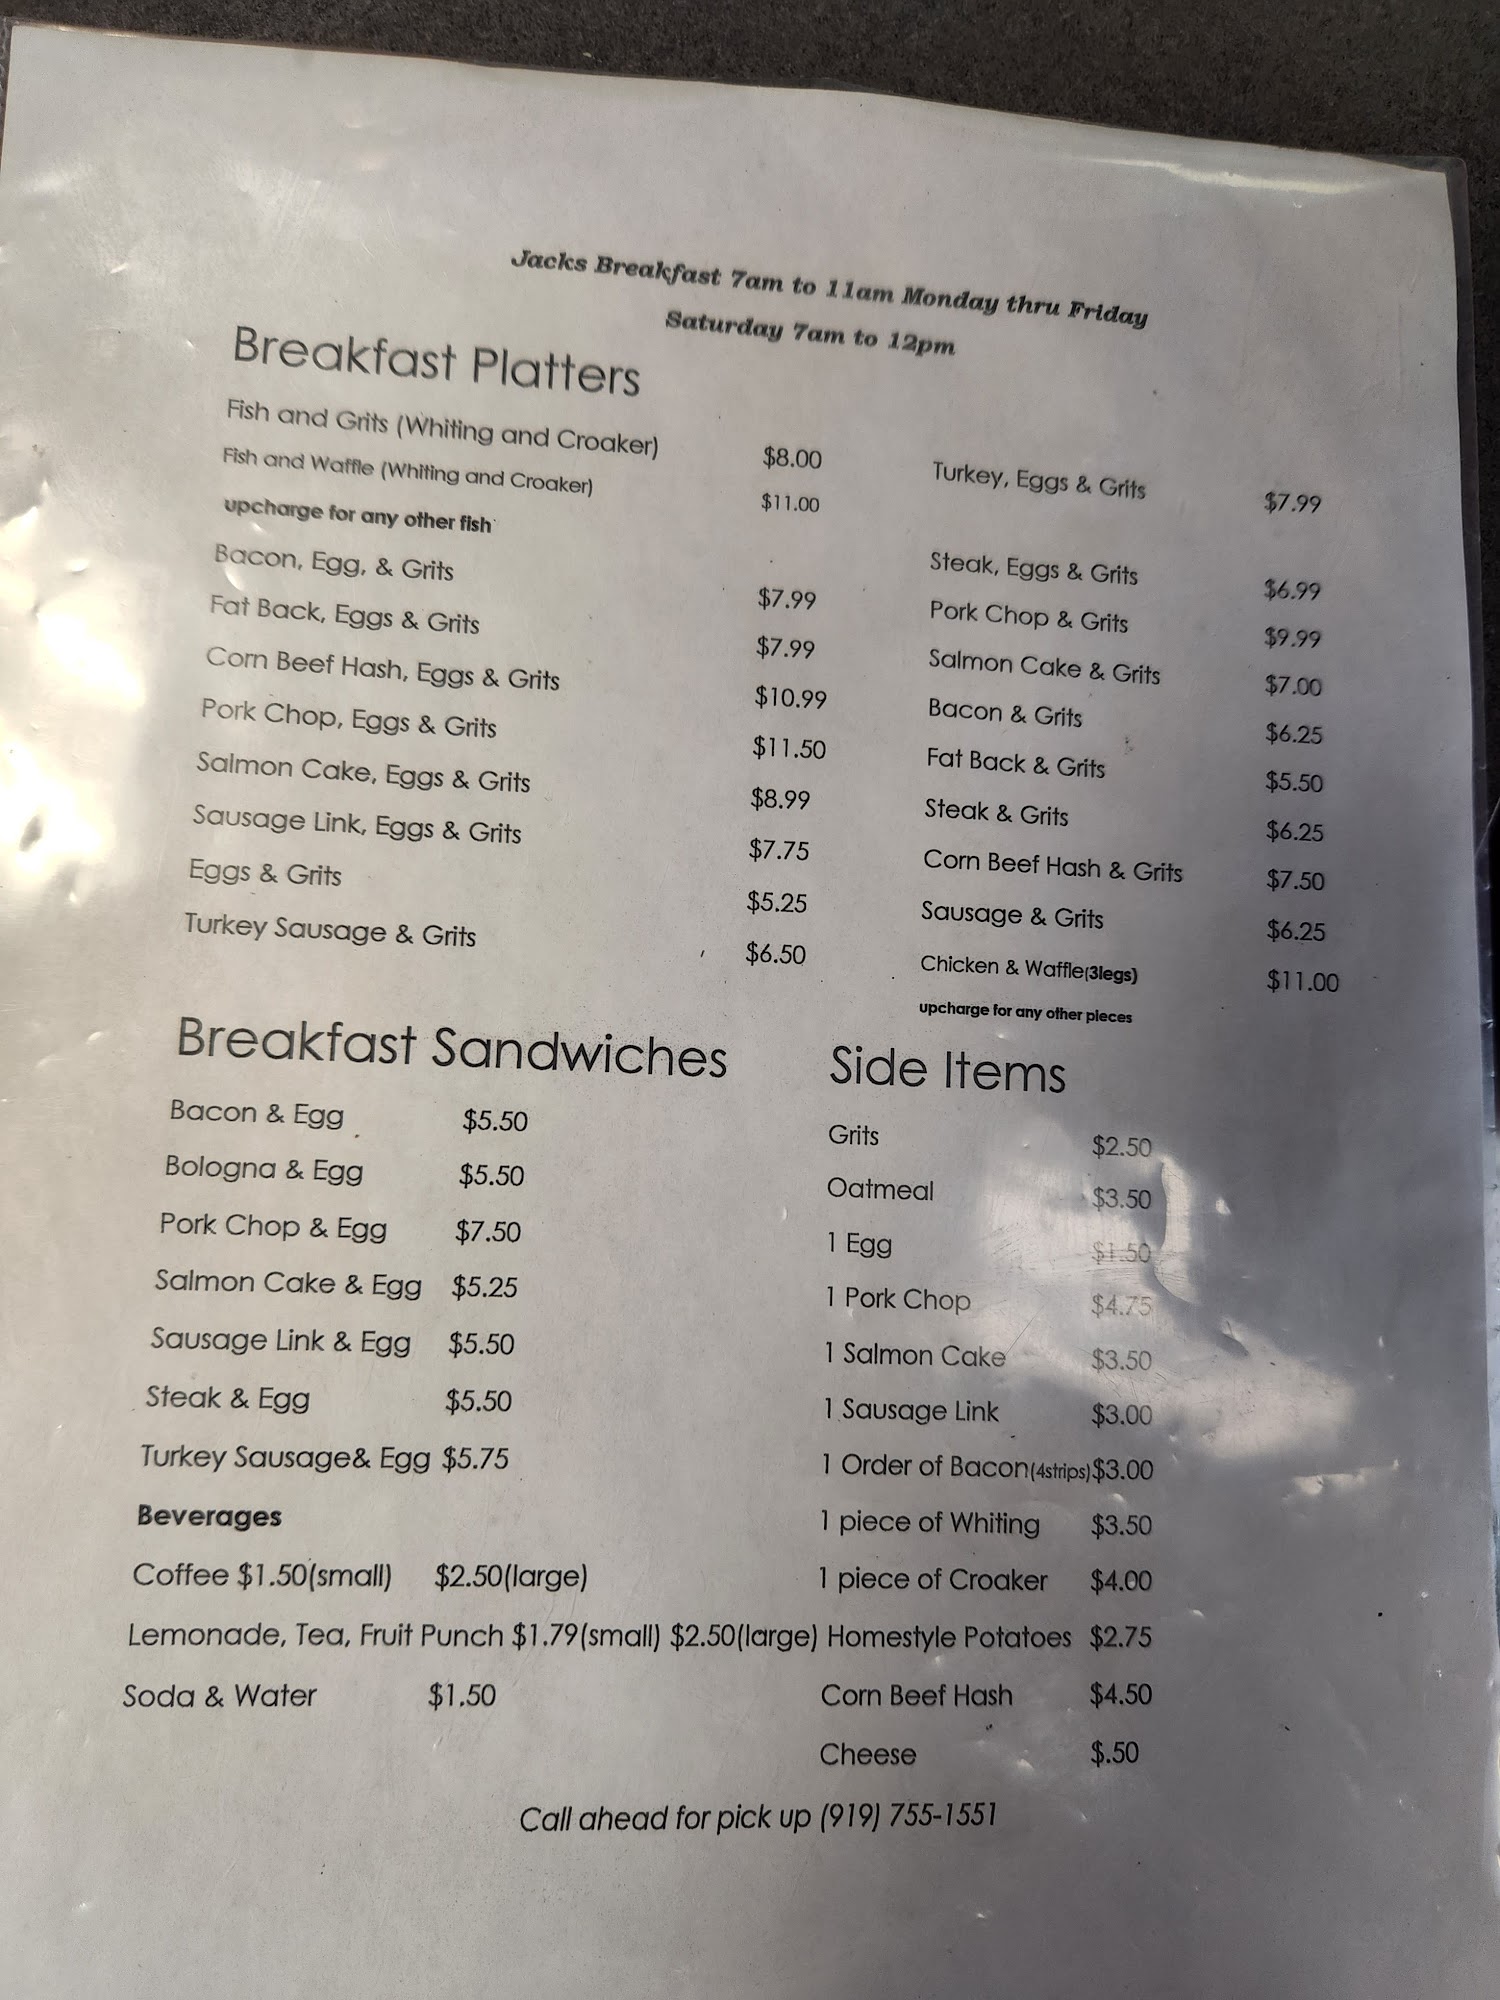 Jacks Breakfast 7am to 11am Monday thru Friday
Saturday 7am to 12pm
Breakfast Platters
Fish and Grits (Whiting and Croaker) $8.00
Fish and Waffle (Whiting and Croaker) $11.00
upcharge for any other fish
Bacon, Egg, & Grits $7.99
Fat Back, Eggs & Grits $7.99
Corn Beef Hash, Eggs & Grits $10.99
Pork Chop, Eggs & Grits $11.50
Salmon Cake, Eggs & Grits $8.99
Sausage Link, Eggs & Grits $7.75
Eggs & Grits $5.25
Turkey Sausage & Grits $6.50
Turkey, Eggs & Grits $7.99
Steak, Eggs & Grits $6.99
Pork Chop & Grits $9.99
Salmon Cake & Grits $7.00
Bacon & Grits $6.25
Fat Back & Grits $5.50
Steak & Grits $6.25
Corn Beef Hash & Grits $7.50
Sausage & Grits $6.25
Chicken & Waffle(3legs) $11.00
upcharge for any other pieces
Breakfast Sandwiches
Bacon & Egg $5.50
Bologna & Egg $5.50
Pork Chop & Egg $7.50
Salmon Cake & Egg $5.25
Sausage Link & Egg $5.50
Steak & Egg $5.50
Turkey Sausage& Egg $5.75
Beverages
Coffee $1.50(small) $2.50(large)
Lemonade, Tea, Fruit Punch $1.79(small) $2.50(large)
Soda & Water $1.50
Side Items
Grits $2.50
Oatmeal $3.50
1 Egg $1.50
1 Pork Chop $4.75
1 Salmon Cake $3.50
1 Sausage Link $3.00
1 Order of Bacon(4strips)$3.00
1 piece of Whiting $3.50
1 piece of Croaker $4.00
Homestyle Potatoes $2.75
Corn Beef Hash $4.50
Cheese $.50
Call ahead for pick up (919) 755-1551